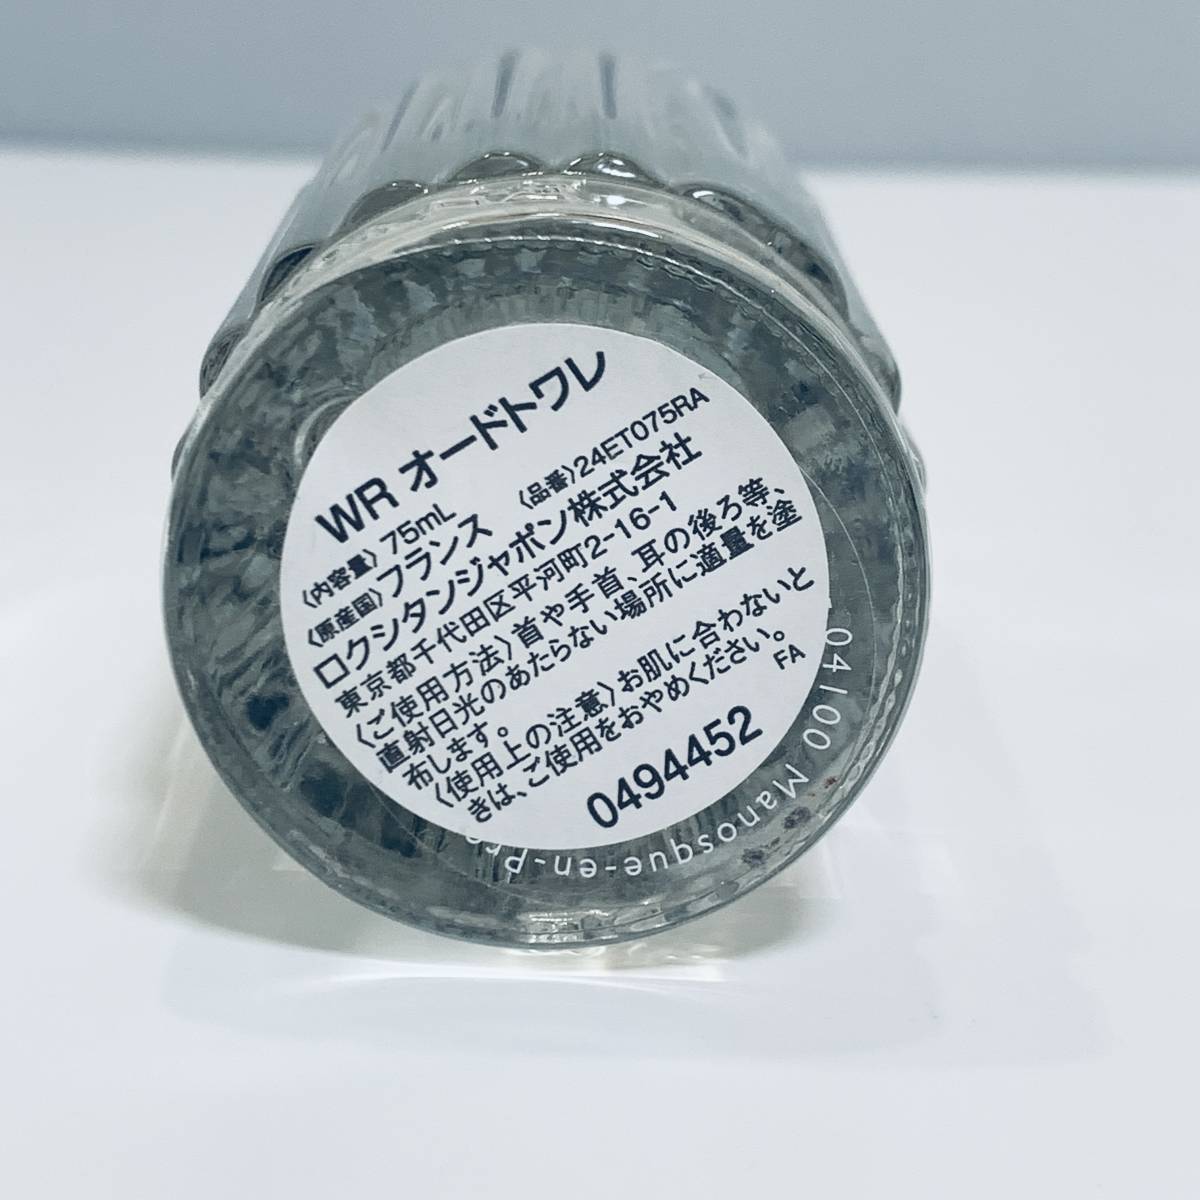 WR オードトワレ
〈内容量〉75mL 〈品番〉24ET075RA
〈原産国〉フランス
ロクシタンジャポン株式会社
東京都千代田区平河町2-16-1
〈ご使用方法〉首や手首、耳の後ろ等、
直射日光のあたらない場所に適量を塗
布します。
〈使用上の注意〉お肌に合わないと
きは、ご使用をおやめください。
0494452 FA
04100 Manosque-en-